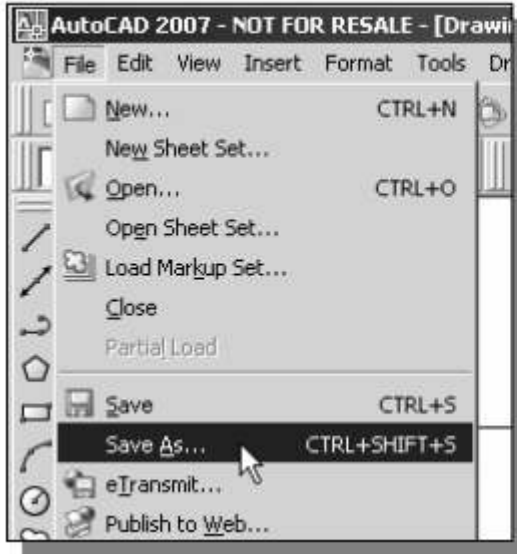 AutoCAD 2007 - NOT FOR RESALE - [Drawi
File Edit View Insert Format Tools Dr
New... CTRL+N
New Sheet Set...
Open... CTRL+O
Open Sheet Set...
Load Markup Set...
Close
Partial Load
Save CTRL+S
Save As... CTRL+SHIFT+S
eTransmit...
Publish to Web...